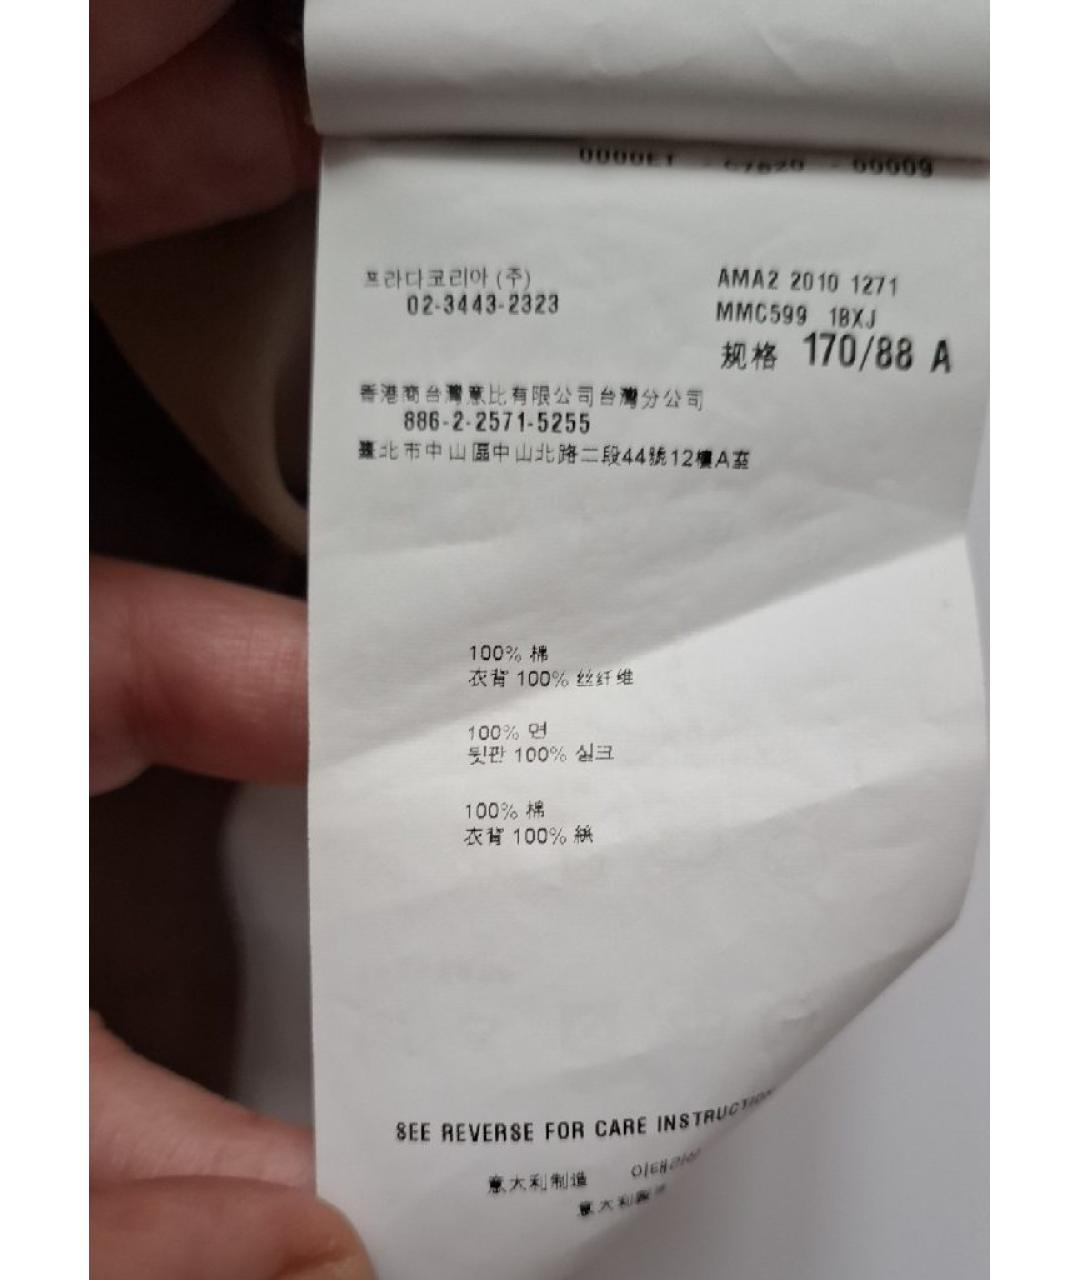 프라다코리아 (주)
02-3443-2323
AMA2 2010 1271
MMC599 1BXJ
规格 170/88 A
香港商台灣意比有限公司台灣分公司
886-2-2571-5255
臺北市中山區中山北路二段44號12樓A室
100% 棉
衣背 100% 丝纤维
100% 면
뒷판 100% 실크
100% 棉
衣背 100%
SEE REVERSE FOR CARE INSTRUCTION
意大利制造
意大利製